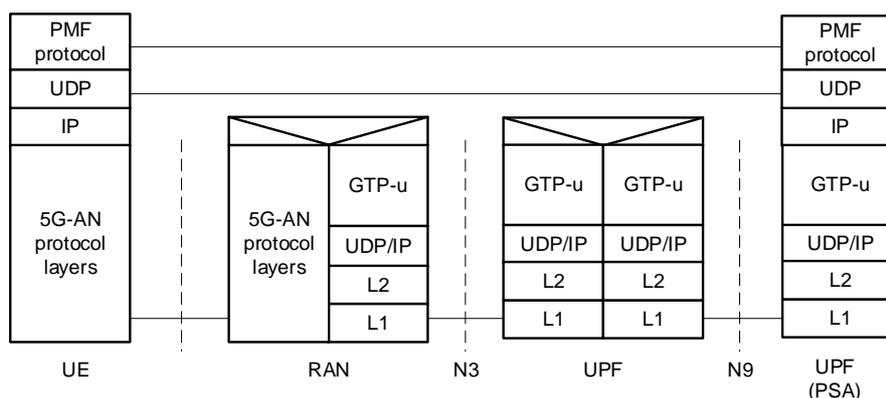 PMF
protocol
UDP
IP
5G-AN
protocol
layers
UE
5G-AN
protocol
layers
GTP-u
UDP/IP
L2
L1
RAN
N3
GTP-u
GTP-u
UDP/IP
UDP/IP
L2
L2
L1
L1
UPF
N9
PMF
protocol
UDP
IP
GTP-u
UDP/IP
L2
L1
UPF
(PSA)